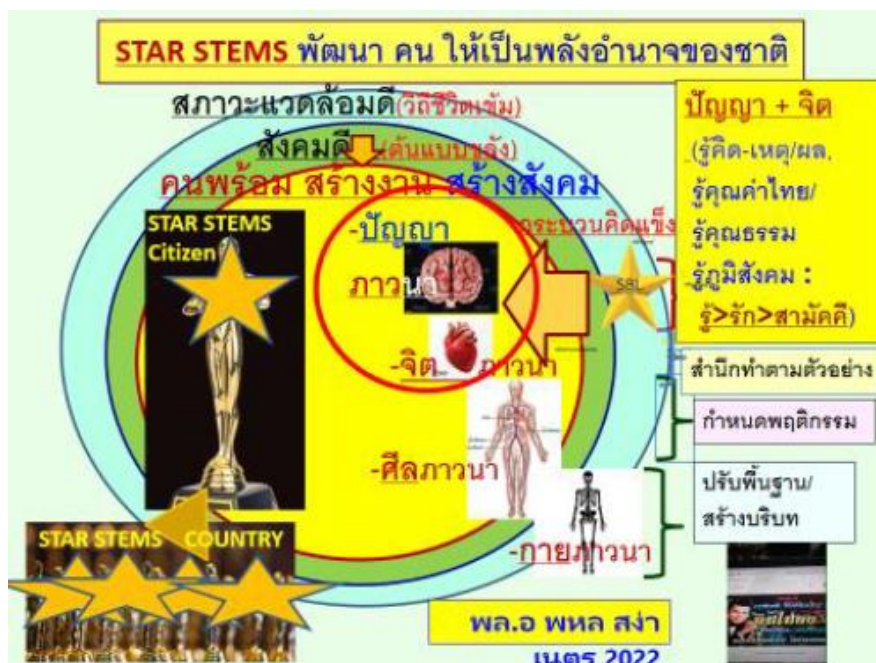 STAR STEMS พัฒนา คน ให้เป็นพลังอำนาจของชาติ
สภาวะแวดล้อมดี(วิถีชีวิตเข้ม)
สังคมดี (ต้นแบบขลัง)
คนพร้อม สร้างงาน สร้างสังคม
STAR STEMS
Citizen
-ปัญญา
ภาวนา
กระบวนคิดแข็ง
SBL
-จิต ภาวนา
-ศีลภาวนา
-กายภาวนา
ปัญญา + จิต
(รู้คิด-เหตุ/ผล,
รู้คุณค่าไทย/
รู้คุณธรรม
รู้ภูมิสังคม :
รู้>รัก>สามัคคี)
สำนึกทำตามตัวอย่าง
กำหนดพฤติกรรม
ปรับพื้นฐาน/
สร้างบริบท
STAR STEMS COUNTRY
พล.อ พหล สง่า
เนตร 2022